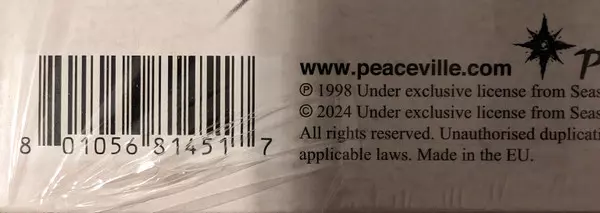 8 01056 81451 7
www.peaceville.com
℗ 1998 Under exclusive license from Seas
© 2024 Under exclusive license from Seas
All rights reserved. Unauthorised duplicati
applicable laws. Made in the EU.